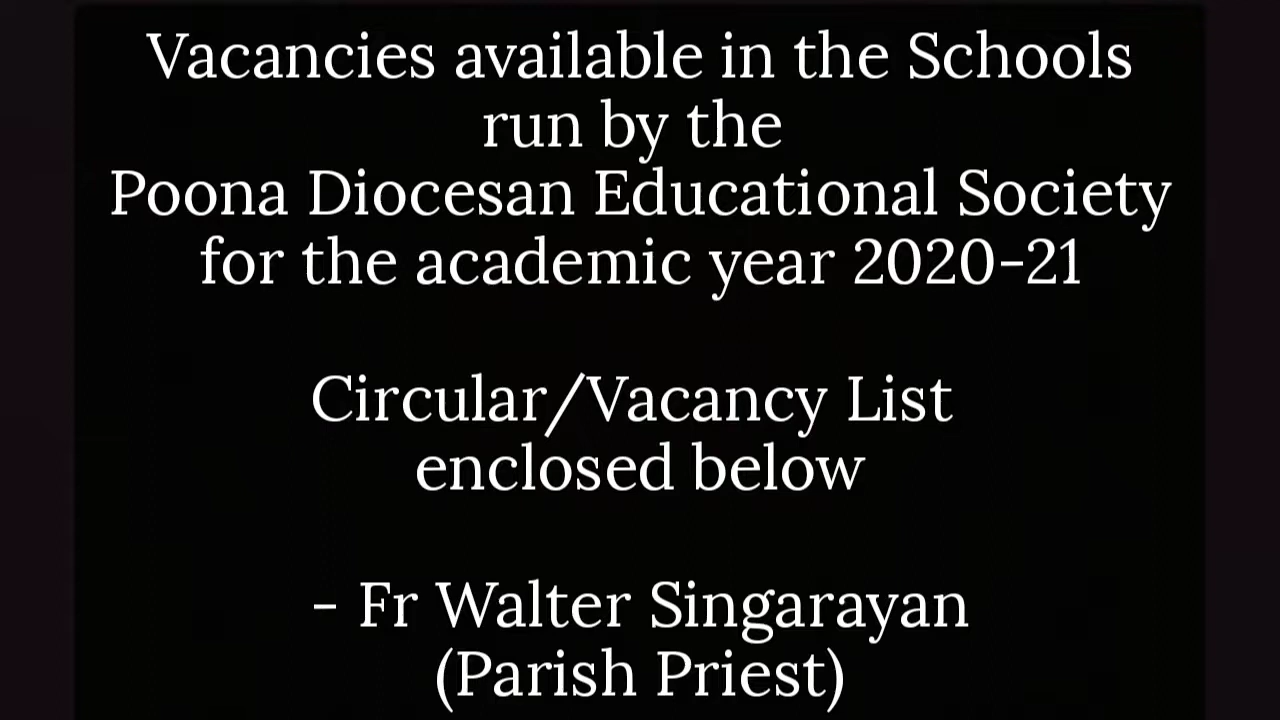 Vacancies available in the Schools
run by the
Poona Diocesan Educational Society
for the academic year 2020-21
Circular/Vacancy List
enclosed below
- Fr Walter Singarayan
(Parish Priest)